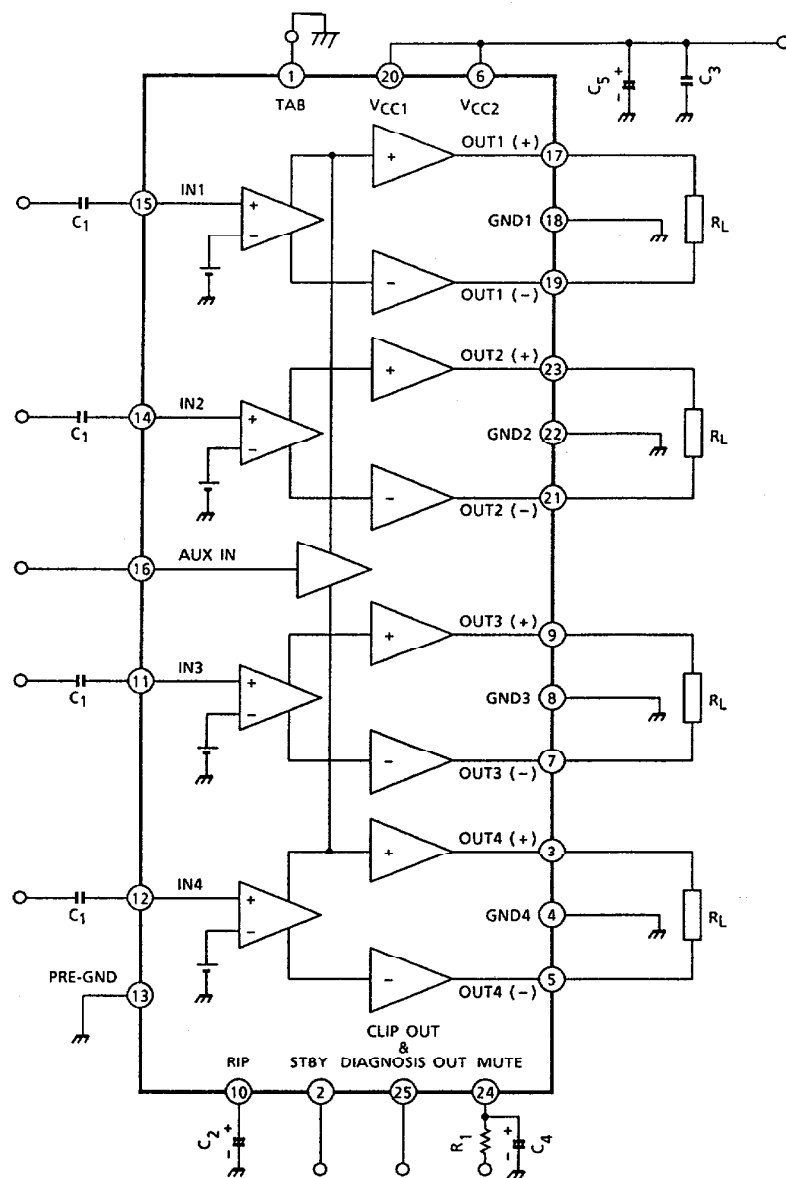 1 20 6
TAB VCC1 VCC2
C5 + - C3
OUT1 (+) 17
+
IN1
15
C1
+
-
GND1 18
RL
-
OUT1 (-) 19
OUT2 (+) 23
+
IN2
14
C1
+
-
GND2 22
RL
-
OUT2 (-) 21
AUX IN
16
OUT3 (+) 9
+
IN3
11
C1
+
-
GND3 8
RL
-
OUT3 (-) 7
OUT4 (+) 3
+
IN4
12
C1
+
-
GND4 4
RL
-
OUT4 (-) 5
PRE-GND
13
CLIP OUT
&
RIP STBY DIAGNOSIS OUT MUTE
10 2 25 24
C2 + - R1 + - C4